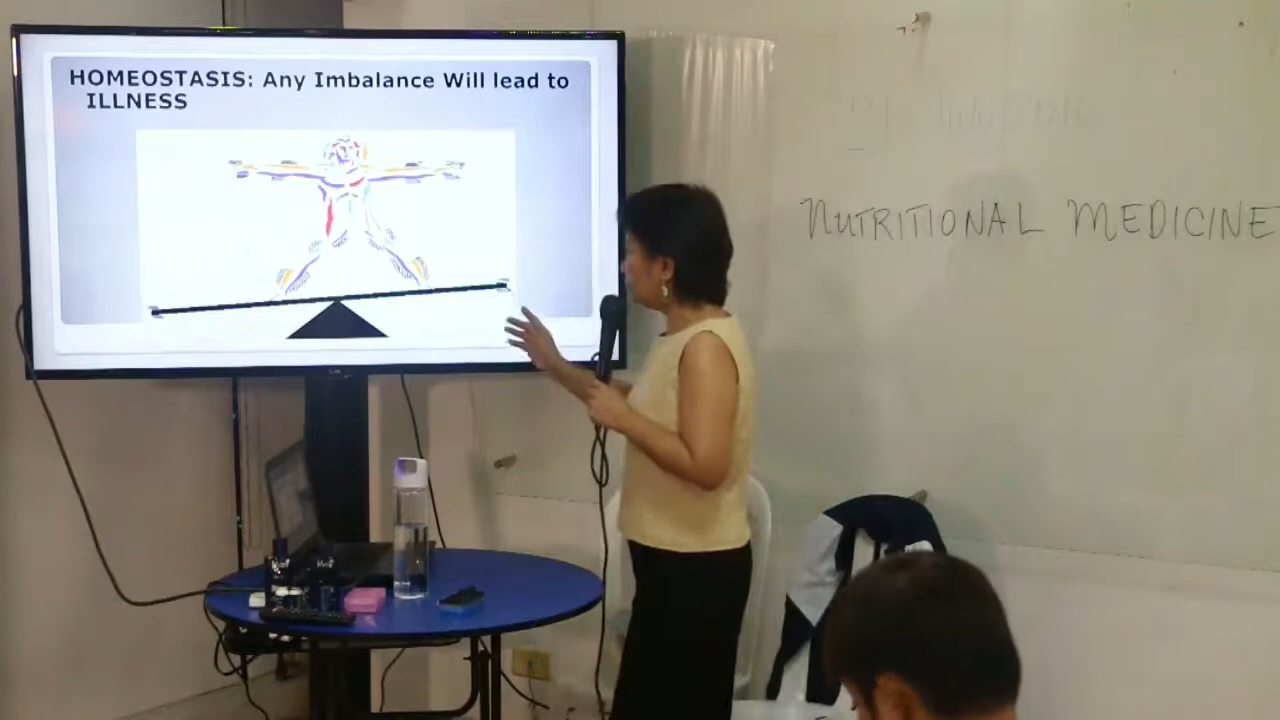 HOMEOSTASIS: Any Imbalance Will lead to
ILLNESS
NUTRITIONAL MEDICINE